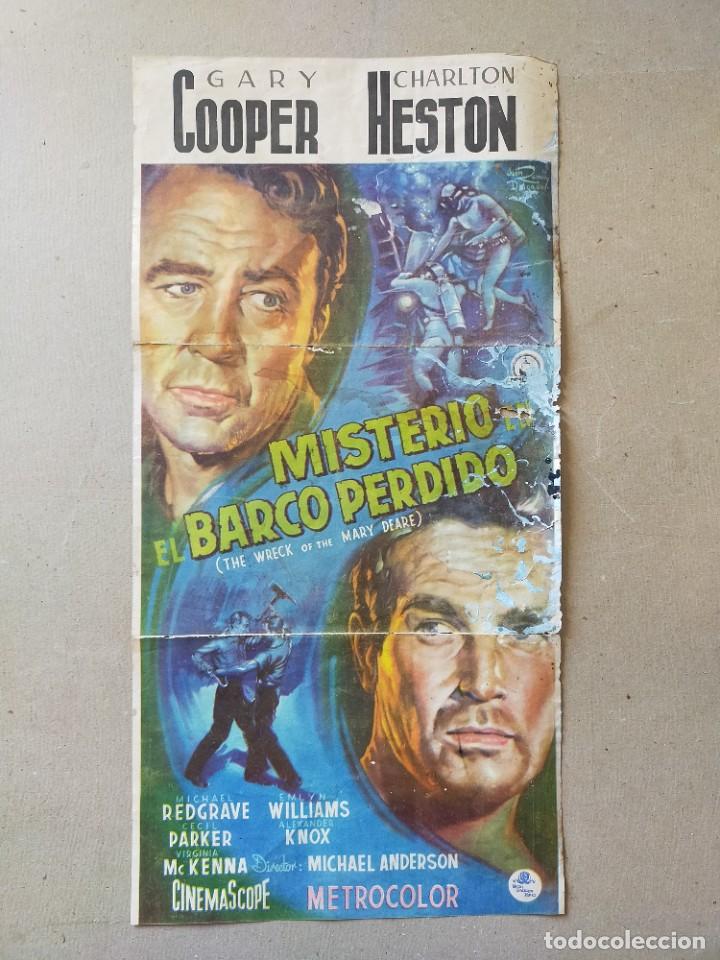 GARY CHARLTON
COOPER HESTON
MISTERIO EN
EL BARCO PERDIDO
(THE WRECK OF THE MARY DEARE)
MICHAEL EMLYN
REDGRAVE WILLIAMS
CECIL ALEXANDER
PARKER KNOX
VIRGINIA
MCKENNA Director: MICHAEL ANDERSON
CINEMASCOPE METROCOLOR
todocoleccion